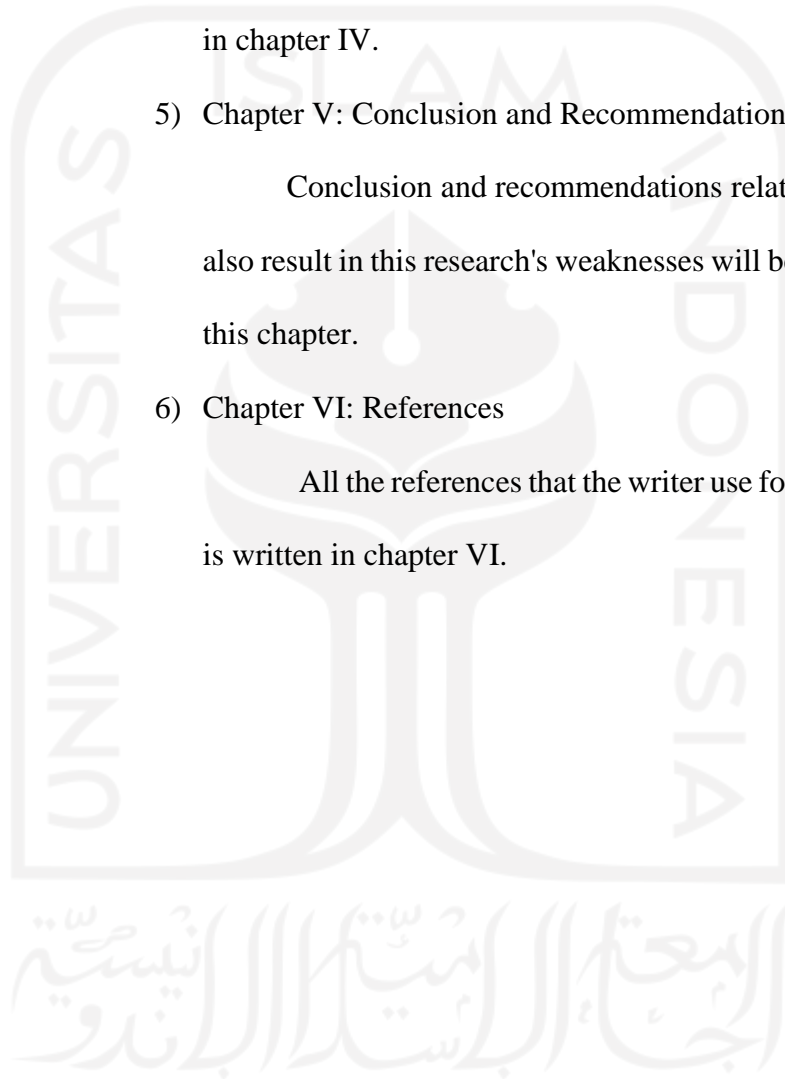 in chapter IV.
5) Chapter V: Conclusion and Recommendation
Conclusion and recommendations relat
also result in this research's weaknesses will b
this chapter.
6) Chapter VI: References
All the references that the writer use fo
is written in chapter VI.
ISLAM
UNIVERSITAS
INDONESIA